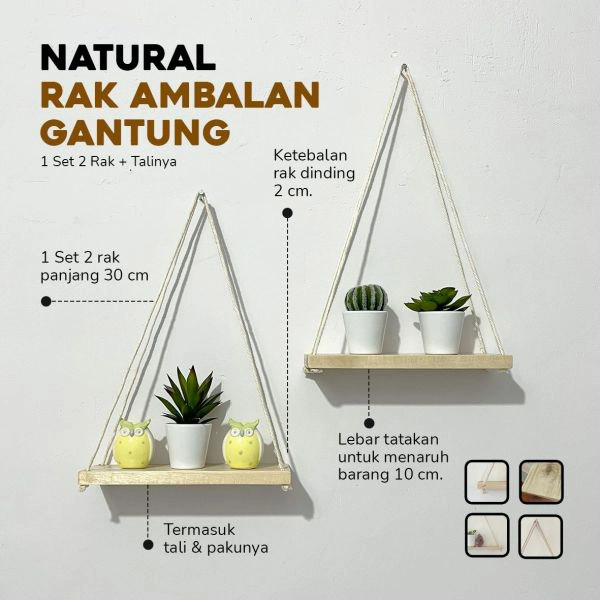 NATURAL
RAK AMBALAN
GANTUNG
1 Set 2 Rak + Talinya
Ketebalan
rak dinding
2 cm.
1 Set 2 rak
panjang 30 cm
Lebar tatakan
untuk menaruh
barang 10 cm.
Termasuk
tali & pakunya